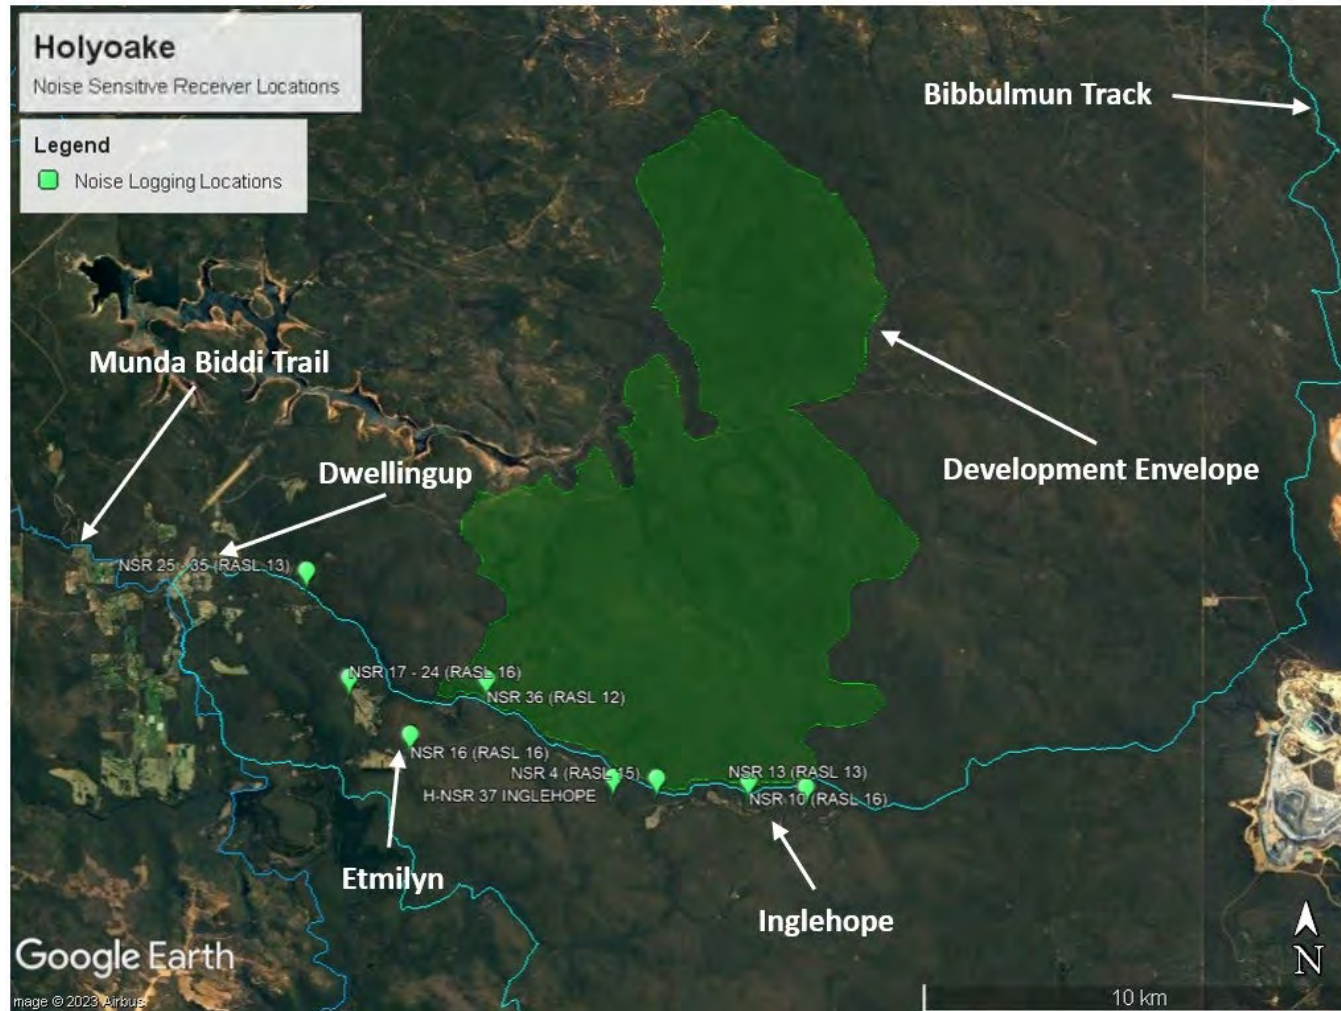 Holyoake
Noise Sensitive Receiver Locations
Legend
Noise Logging Locations
Bibbulmun Track
Munda Biddi Trail
Development Envelope
Dwellingup
NSR 25 - 35 (RASL 13)
NSR 17 - 24 (RASL 16)
NSR 36 (RASL 12)
NSR 16 (RASL 16)
NSR 4 (RASL 15)
NSR 13 (RASL 13)
H-NSR 37 INGLEHOPE
NSR 10 (RASL 16)
Etmilyn
Inglehope
Google Earth
N
mage © 2023 Airbus
10 km